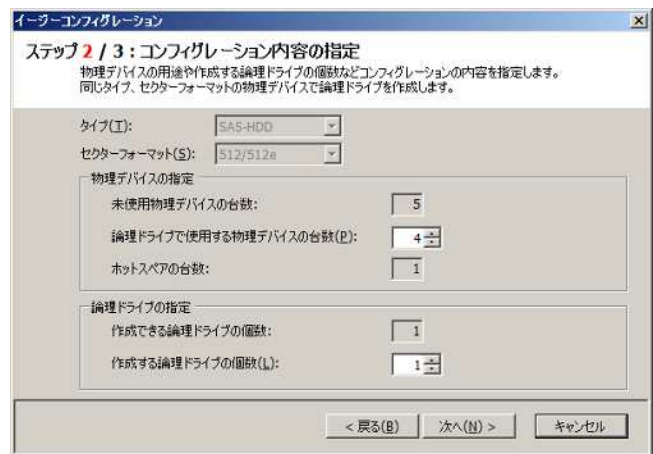 イージーコンフィグレーション
ステップ 2 / 3 : コンフィグレーション内容の指定
物理デバイスの用途や作成する論理ドライブの個数などコンフィグレーションの内容を指定します。
同じタイプ、セクターフォーマットの物理デバイスで論理ドライブを作成します。
タイプ(T): SAS-HDD
セクターフォーマット(S): 512/512e
物理デバイスの指定
未使用物理デバイスの台数: 5
論理ドライブで使用する物理デバイスの台数(P): 4
ホットスペアの台数: 1
論理ドライブの指定
作成できる論理ドライブの個数: 1
作成する論理ドライブの個数(L): 1
< 戻る(B) 次へ(N) > キャンセル